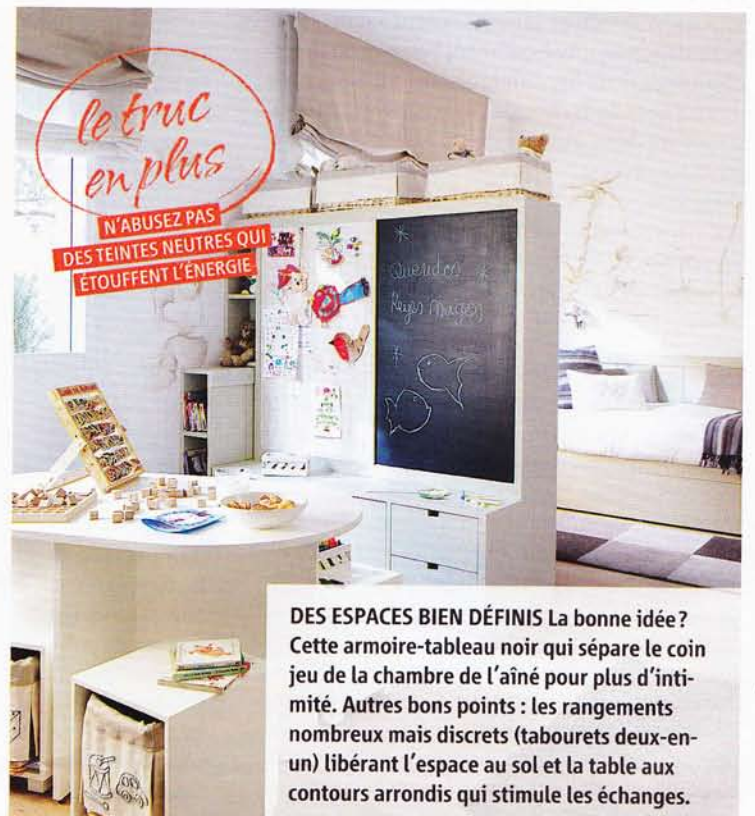 le truc
en plus
N'ABUSEZ PAS
DES TEINTES NEUTRES QUI
ÉTOUFFENT L'ÉNERGIE
Queridos
Reyes Magos
DES ESPACES BIEN DÉFINIS La bonne idée?
Cette armoire-tableau noir qui sépare le coin
jeu de la chambre de l'aîné pour plus d'inti-
mité. Autres bons points : les rangements
nombreux mais discrets (tabourets deux-en-
un) libérant l'espace au sol et la table aux
contours arrondis qui stimule les échanges.